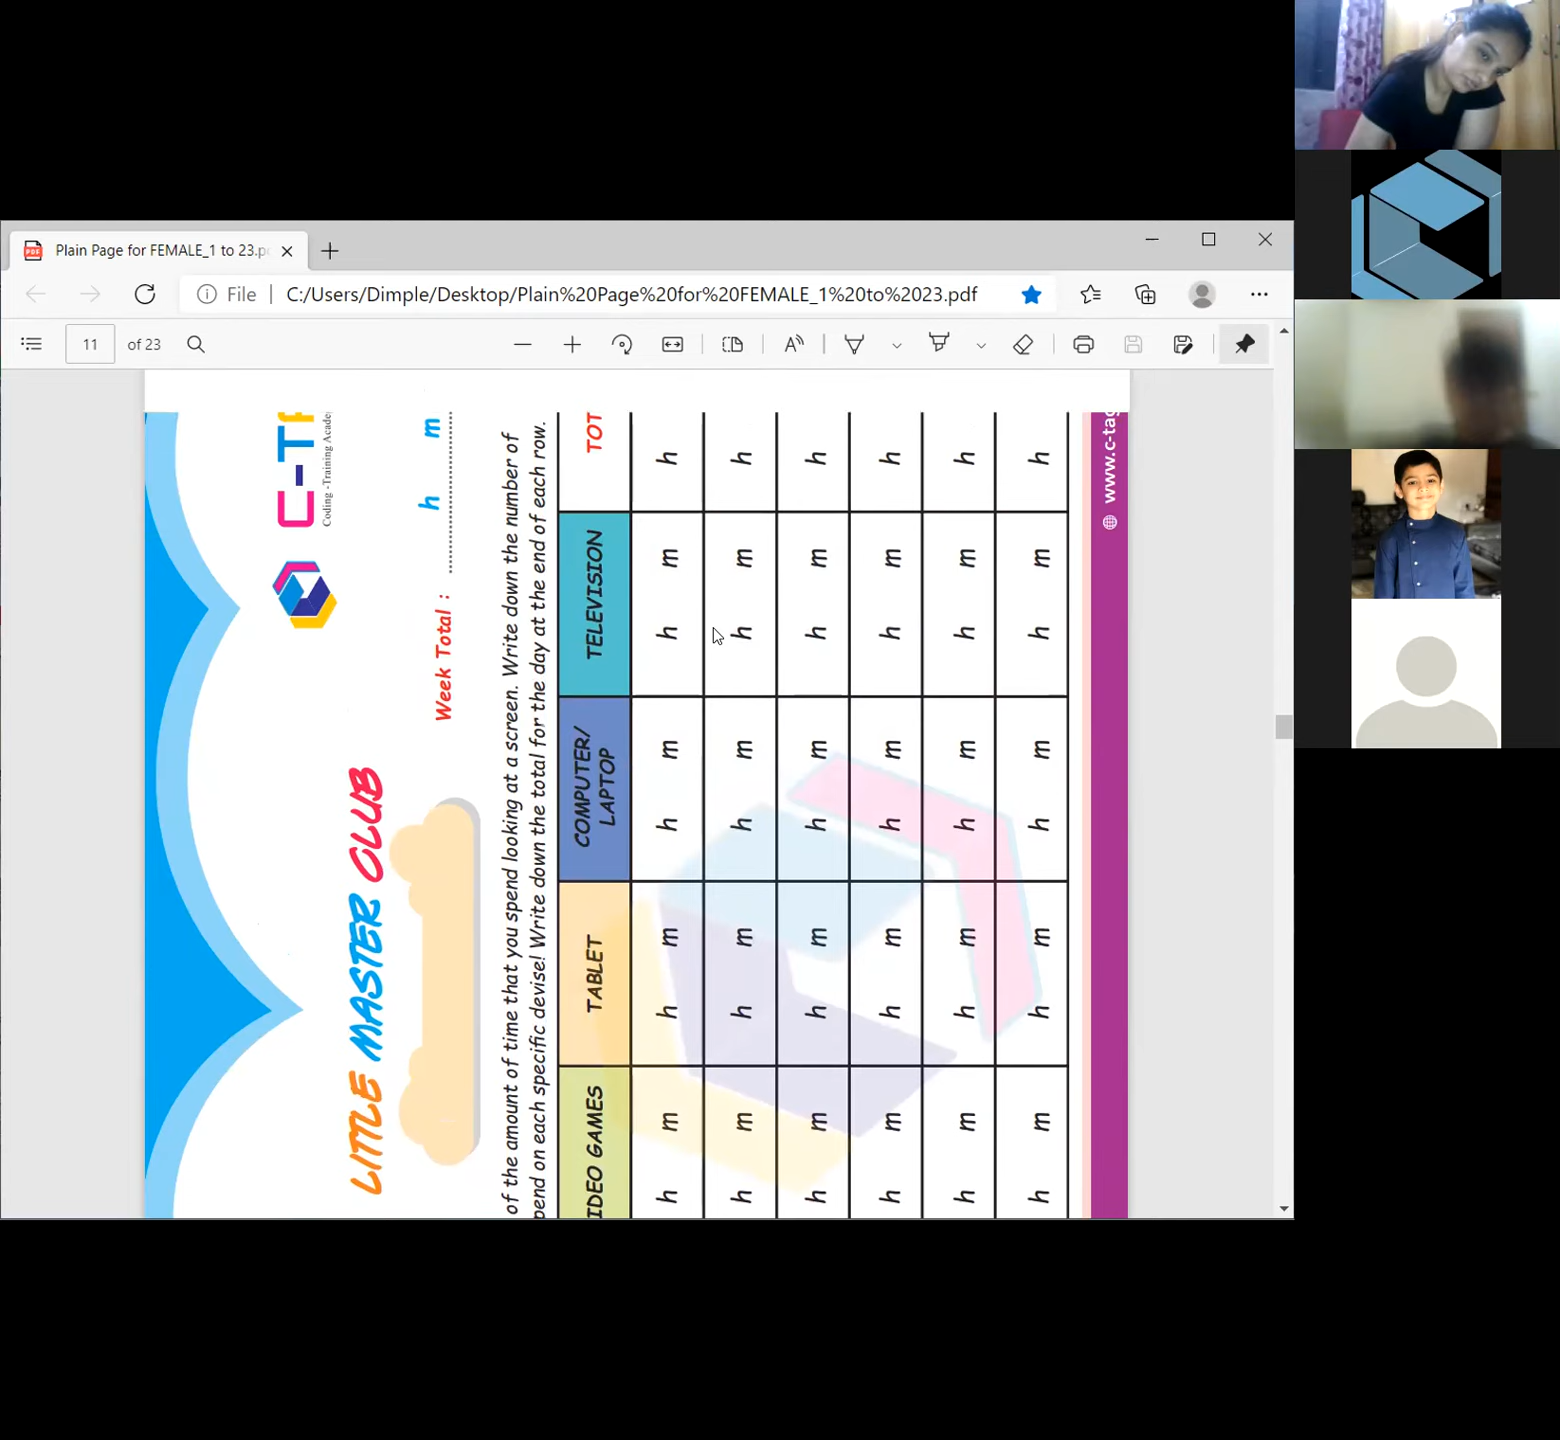 Plain Page for FEMALE_1 to 23.p
File
C:/Users/Dimple/Desktop/Plain%20Page%20for%20FEMALE_1%20to%2023.pdf
11 of 23
C-T
Coding -Training Acade
LITTLE MASTER CLUB
Week Total : h m
of the amount of time that you spend looking at a screen. Write down the number of
pend on each specific devise! Write down the total for the day at the end of each row.
IDEO GAMES TABLET COMPUTER/ LAPTOP TELEVISION TOT
h m h m h m h m h
h m h m h m h m h
h m h m h m h m h
h m h m h m h m h
h m h m h m h m h
h m h m h m h m h
www.c-tag